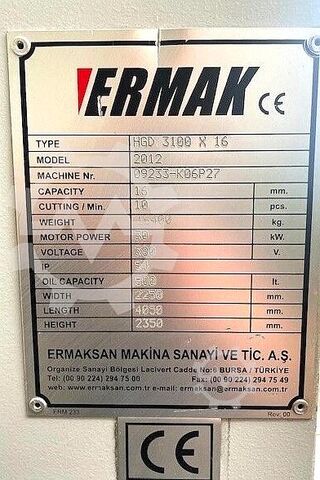 ERMAK CE
TYPE HGD 3100 X 16
MODEL 2012
MACHINE Nr. 09233-K06P27
CAPACITY 16 mm.
CUTTING / Min. 10 pcs.
WEIGHT kg.
MOTOR POWER kW.
VOLTAGE 380 V.
IP
OIL CAPACITY lt.
WIDTH 2250 mm.
LENGTH 4050 mm.
HEIGHT 2350 mm.
ERMAKSAN MAKİNA SANAYİ VE TİC. A.Ş.
Organize Sanayi Bölgesi Lacivert Cadde No:6 BURSA / TÜRKİYE
Tel: (00 90 224) 294 75 00 Fax: (00 90 224) 294 75 49
web: www.ermaksan.com.tr e-mail: ermaksan@ermaksan.com.tr
FRM 233 Rev: 00
CE